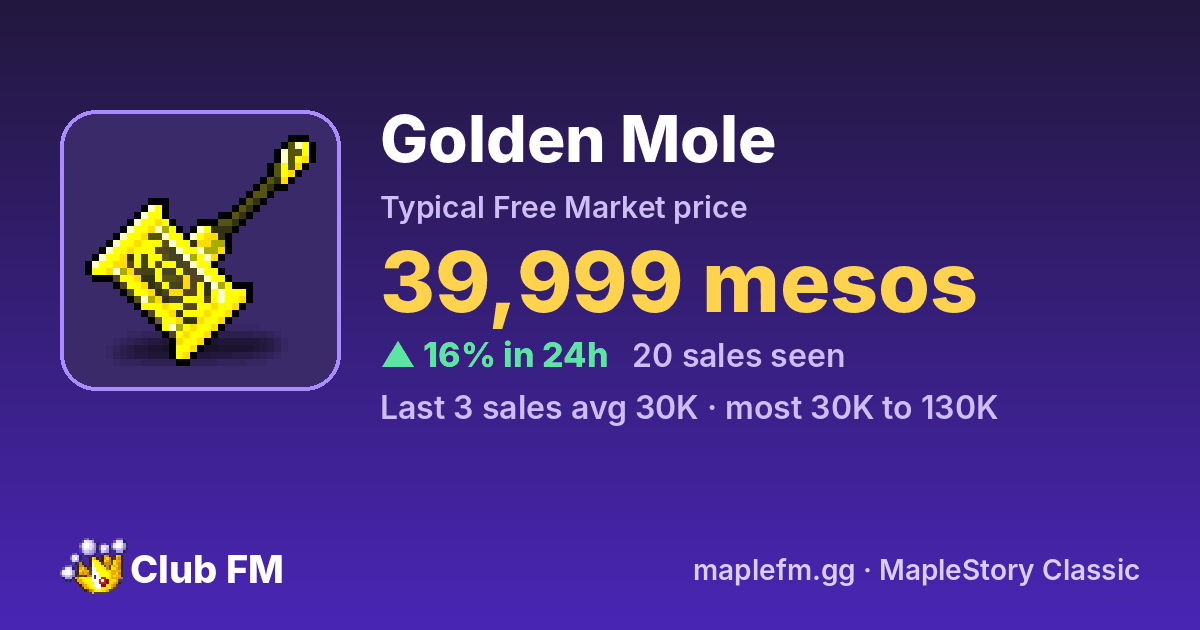 Golden Mole
Typical Free Market price
39,999 mesos
▲ 16% in 24h 20 sales seen
Last 3 sales avg 30K · most 30K to 130K
Club FM
maplefm.gg · MapleStory Classic